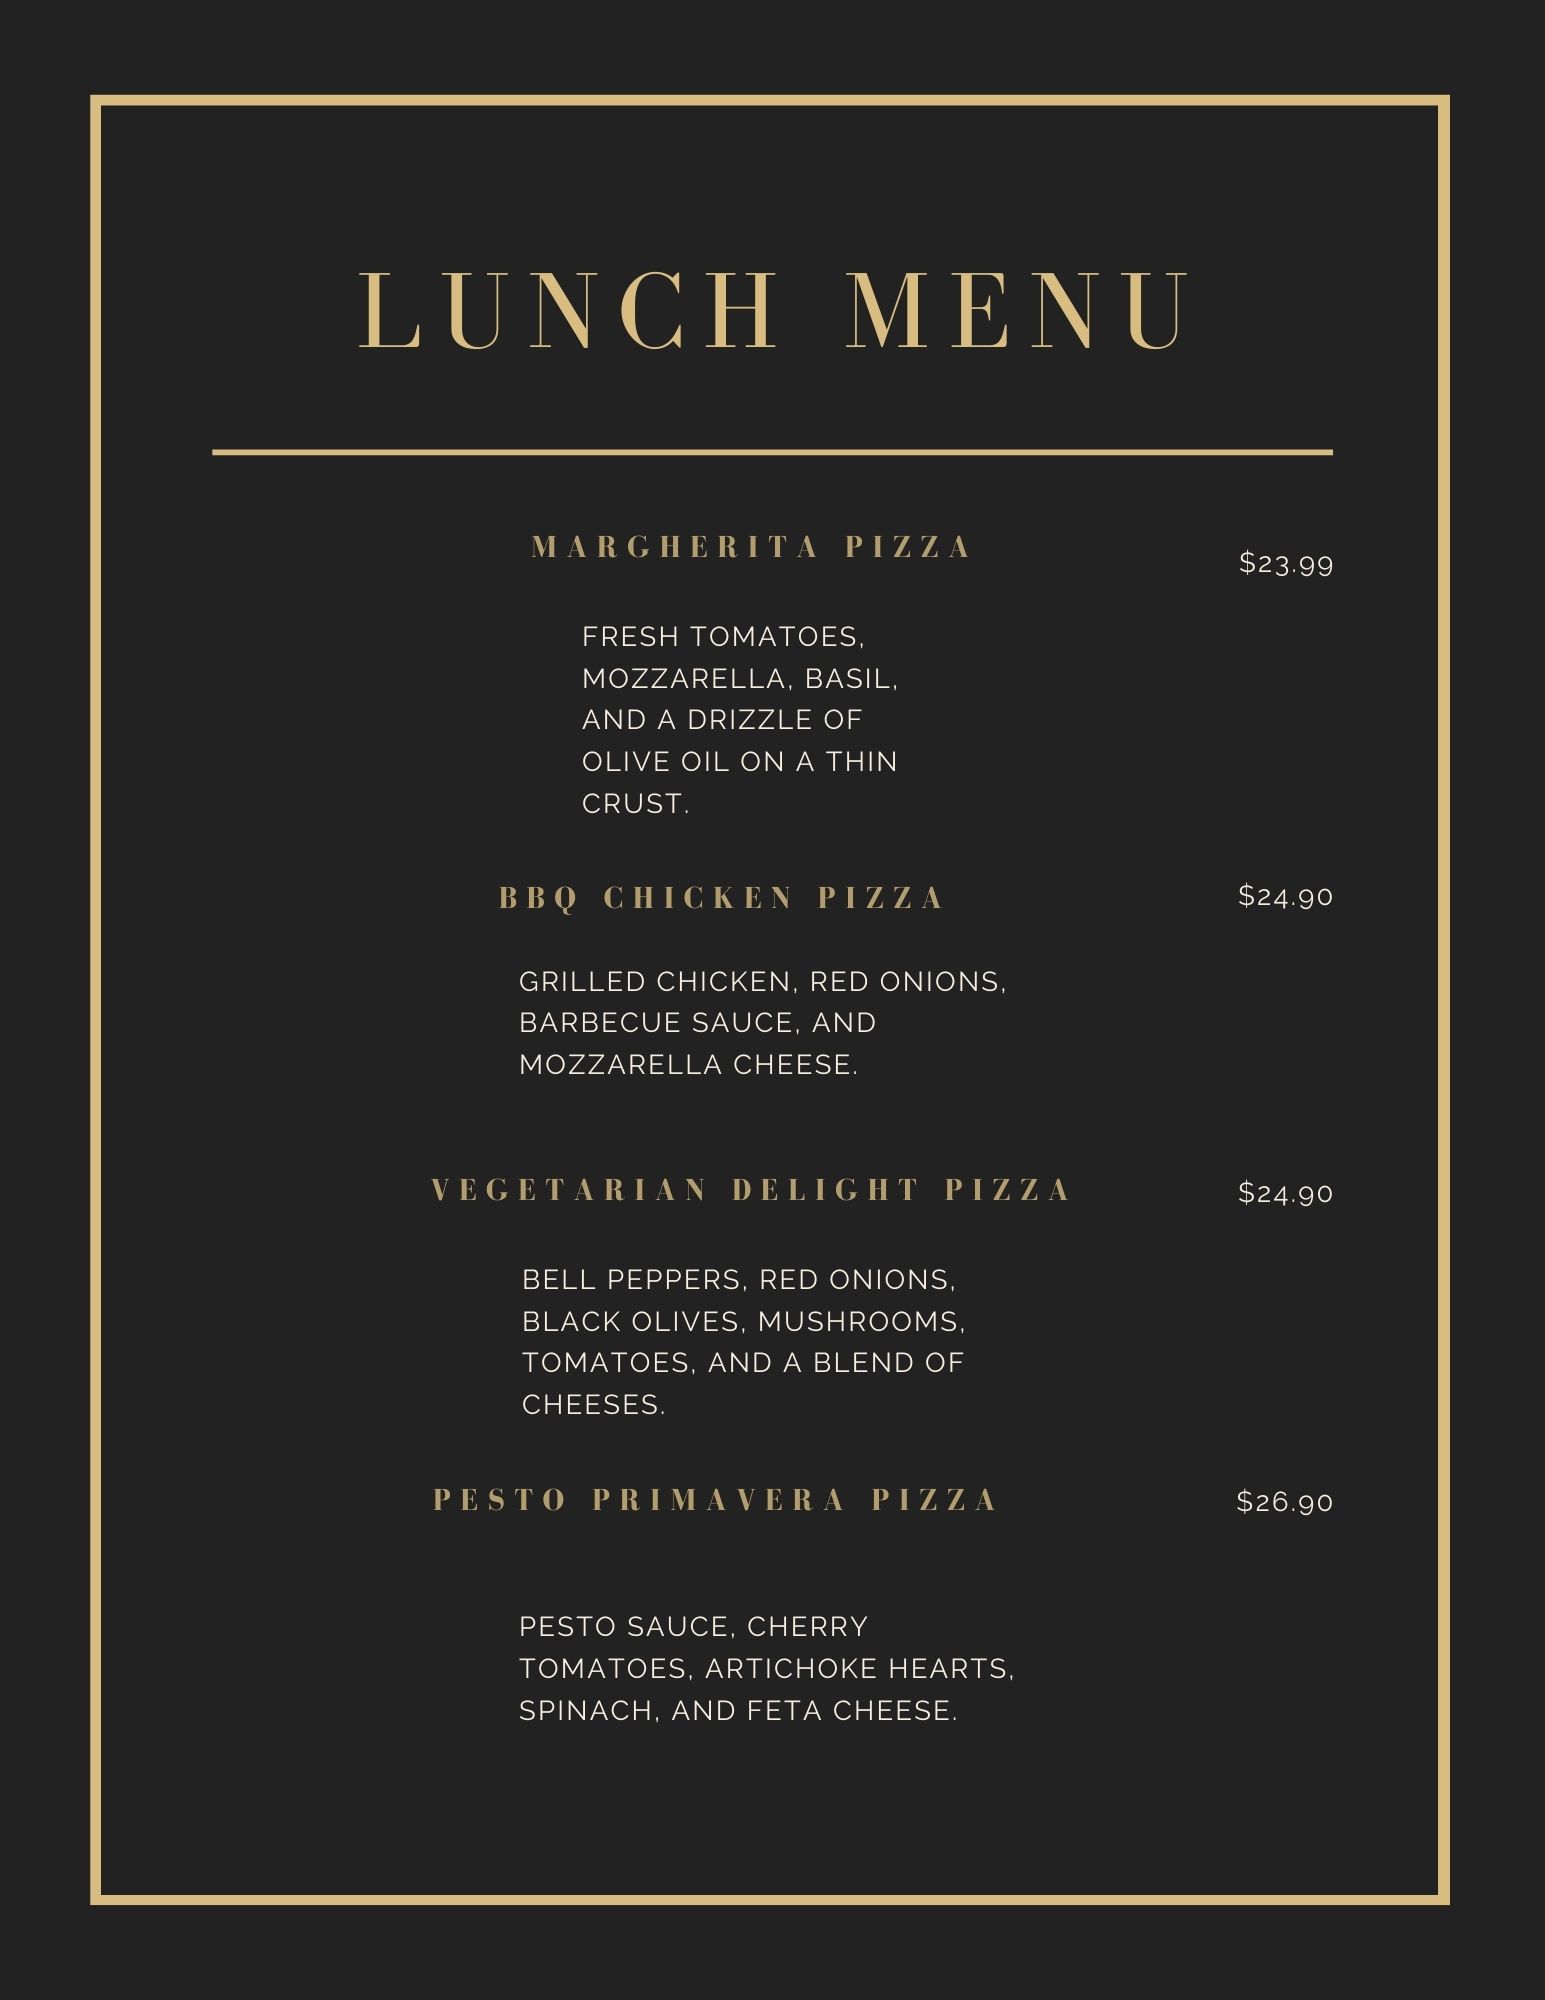 LUNCH MENU
MARGHERITA PIZZA
$23.99
FRESH TOMATOES,
MOZZARELLA, BASIL,
AND A DRIZZLE OF
OLIVE OIL ON A THIN
CRUST.
BBQ CHICKEN PIZZA
$24.90
GRILLED CHICKEN, RED ONIONS,
BARBECUE SAUCE, AND
MOZZARELLA CHEESE.
VEGETARIAN DELIGHT PIZZA
$24.90
BELL PEPPERS, RED ONIONS,
BLACK OLIVES, MUSHROOMS,
TOMATOES, AND A BLEND OF
CHEESES.
PESTO PRIMAVERA PIZZA
$26.90
PESTO SAUCE, CHERRY
TOMATOES, ARTICHOKE HEARTS,
SPINACH, AND FETA CHEESE.